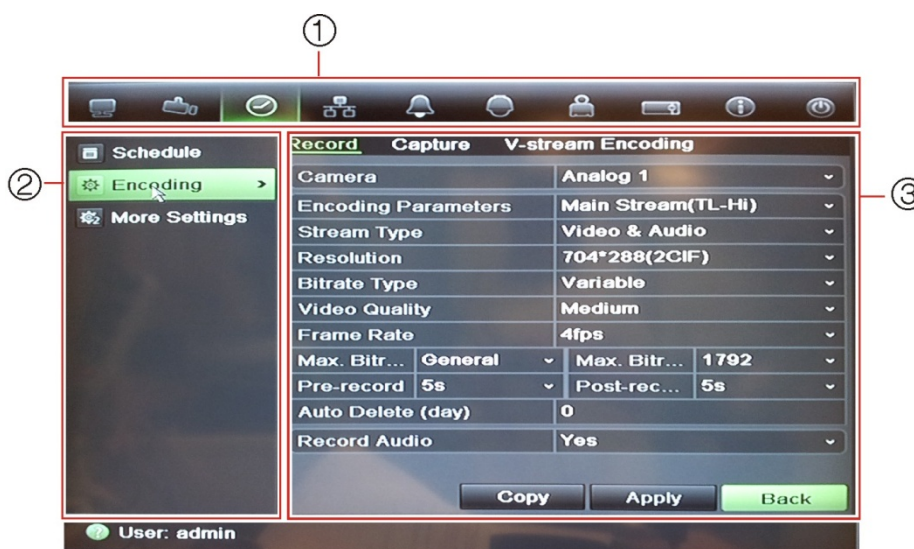 ①
②
③
Schedule
Encoding >
More Settings
Record Capture V-stream Encoding
Camera Analog 1
Encoding Parameters Main Stream(TL-Hi)
Stream Type Video & Audio
Resolution 704*288(2CIF)
Bitrate Type Variable
Video Quality Medium
Frame Rate 4fps
Max. Bitr... General Max. Bitr... 1792
Pre-record 5s Post-rec... 5s
Auto Delete (day) 0
Record Audio Yes
Copy Apply Back
? User: admin